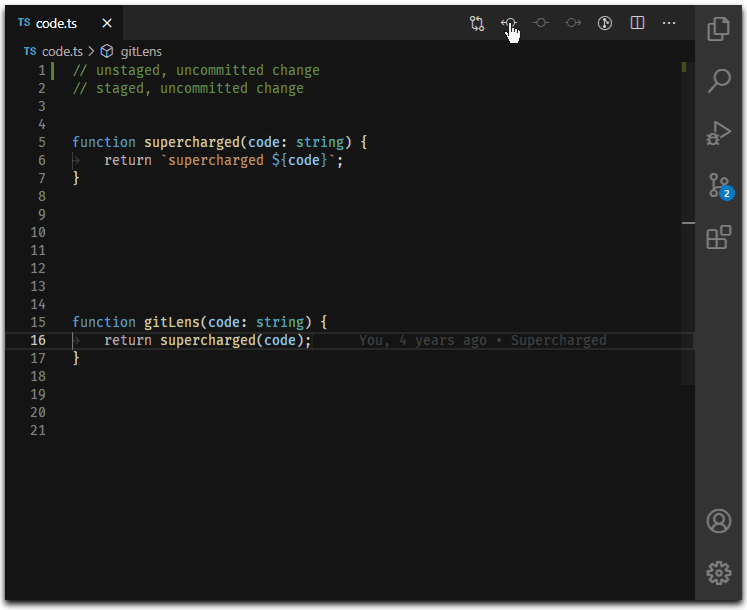 TS code.ts
TS code.ts > gitLens
1 // unstaged, uncommitted change
2 // staged, uncommitted change
3
4
5 function supercharged(code: string) {
6 return `supercharged ${code}`;
7 }
8
9
10
11
12
13
14
15 function gitLens(code: string) {
16 return supercharged(code); You, 4 years ago • Supercharged
17 }
18
19
20
21
2